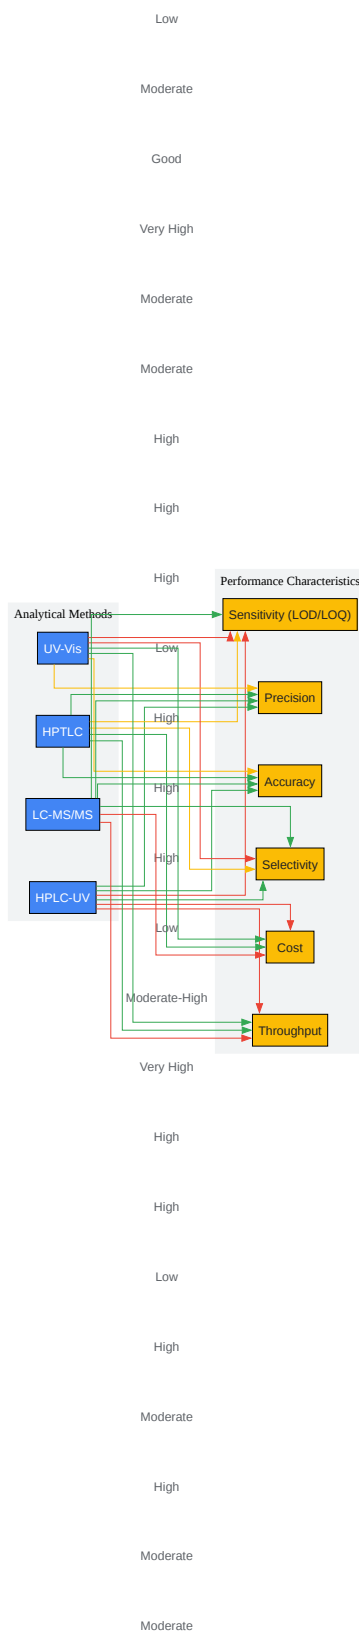 Low
Moderate
Good
Very High
Moderate
Moderate
High
High
High
Performance Characteristics
Sensitivity (LOD/LOQ)
Analytical Methods
UV-Vis
Low
Precision
High
HPTLC
Accuracy
High
LC-MS/MS
High
Selectivity
HPLC-UV
Low
Cost
Moderate-High
Throughput
Very High
High
High
Low
High
Moderate
High
Moderate
Moderate